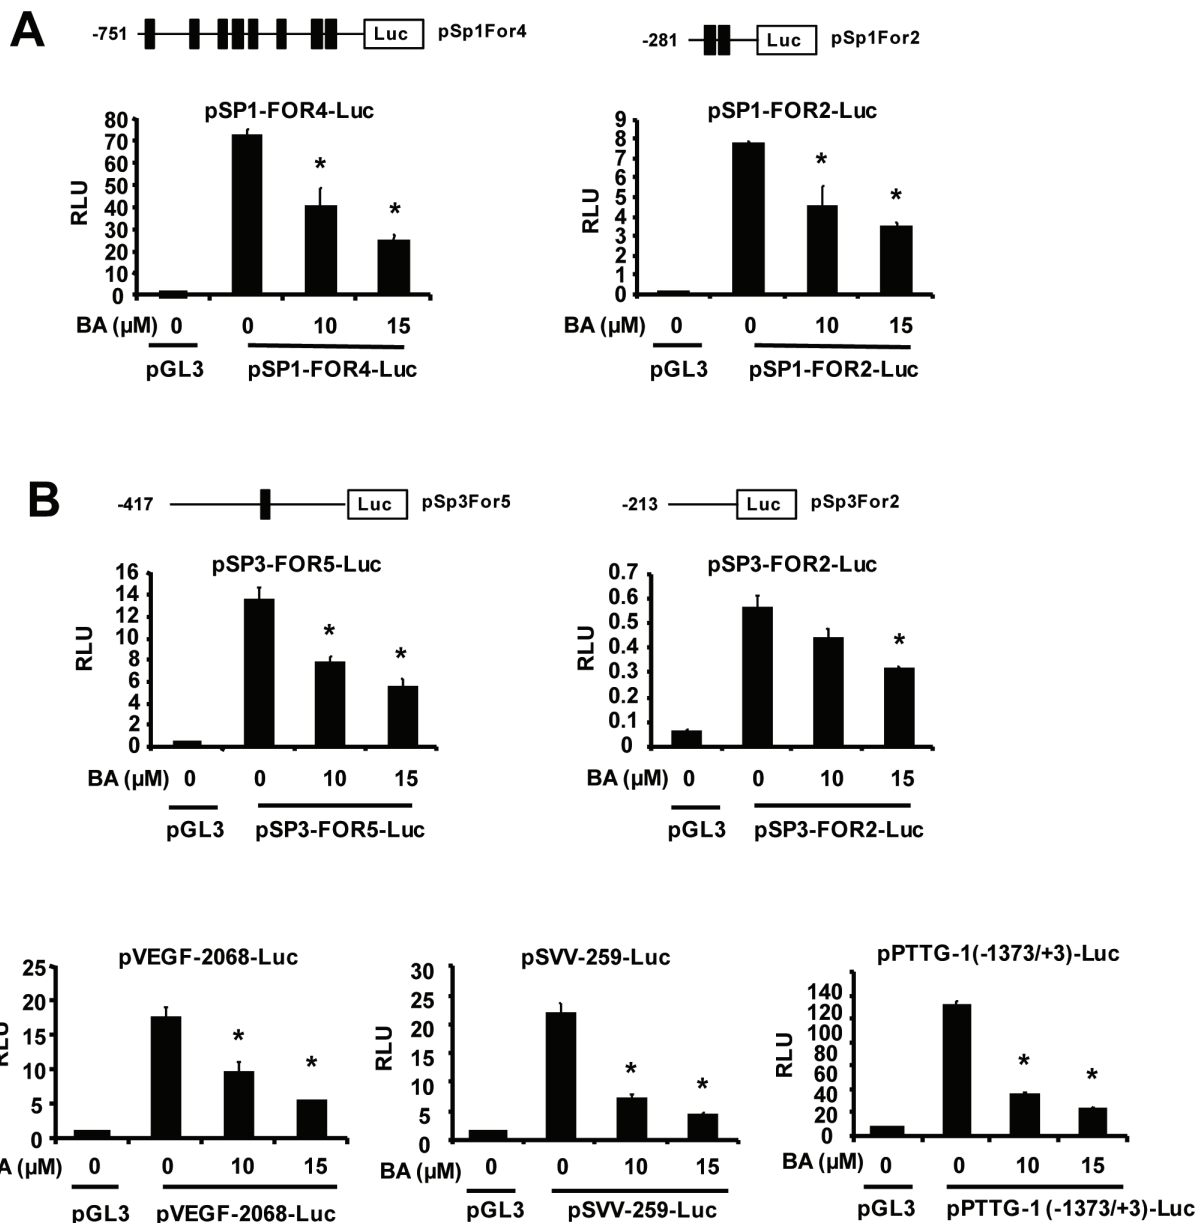 A
-751 Luc pSp1For4
-281 Luc pSp1For2
pSP1-FOR4-Luc
80
70
60
50
40
30
20
10
0
RLU
*
*
BA (µM) 0 0 10 15
pGL3 pSP1-FOR4-Luc
pSP1-FOR2-Luc
9
8
7
6
5
4
3
2
1
0
RLU
*
*
BA (µM) 0 0 10 15
pGL3 pSP1-FOR2-Luc
B
-417 Luc pSp3For5
-213 Luc pSp3For2
pSP3-FOR5-Luc
16
14
12
10
8
6
4
2
0
RLU
*
*
BA (µM) 0 0 10 15
pGL3 pSP3-FOR5-Luc
pSP3-FOR2-Luc
0.7
0.6
0.5
0.4
0.3
0.2
0.1
0
RLU
*
BA (µM) 0 0 10 15
pGL3 pSP3-FOR2-Luc
pVEGF-2068-Luc
25
20
15
10
5
0
RLU
*
*
A (µM) 0 0 10 15
pGL3 pVEGF-2068-Luc
pSVV-259-Luc
30
25
20
15
10
5
0
RLU
*
*
BA (µM) 0 0 10 15
pGL3 pSVV-259-Luc
pPTTG-1(-1373/+3)-Luc
140
120
100
80
60
40
20
0
RLU
*
*
BA (µM) 0 0 10 15
pGL3 pPTTG-1 (-1373/+3)-Luc